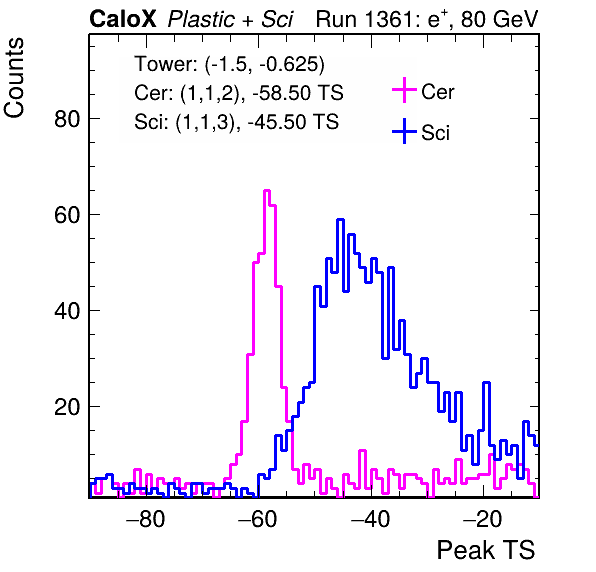 CaloX Plastic + Sci Run 1361: e+, 80 GeV
Counts
Tower: (-1.5, -0.625)
Cer: (1,1,2), -58.50 TS
Sci: (1,1,3), -45.50 TS
Cer
Sci
80
60
40
20
−80 −60 −40 −20
Peak TS